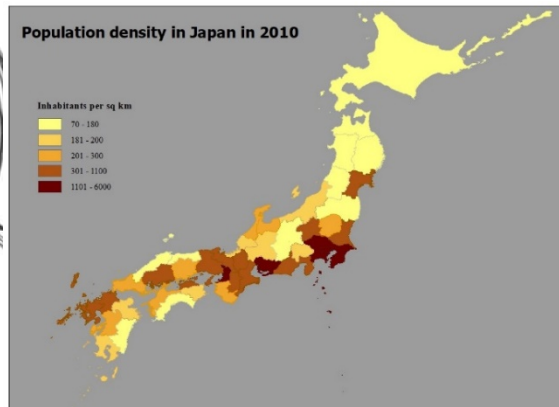 Population density in Japan in 2010
Inhabitants per sq km
70 - 180
181 - 200
201 - 300
301 - 1100
1101 - 6000